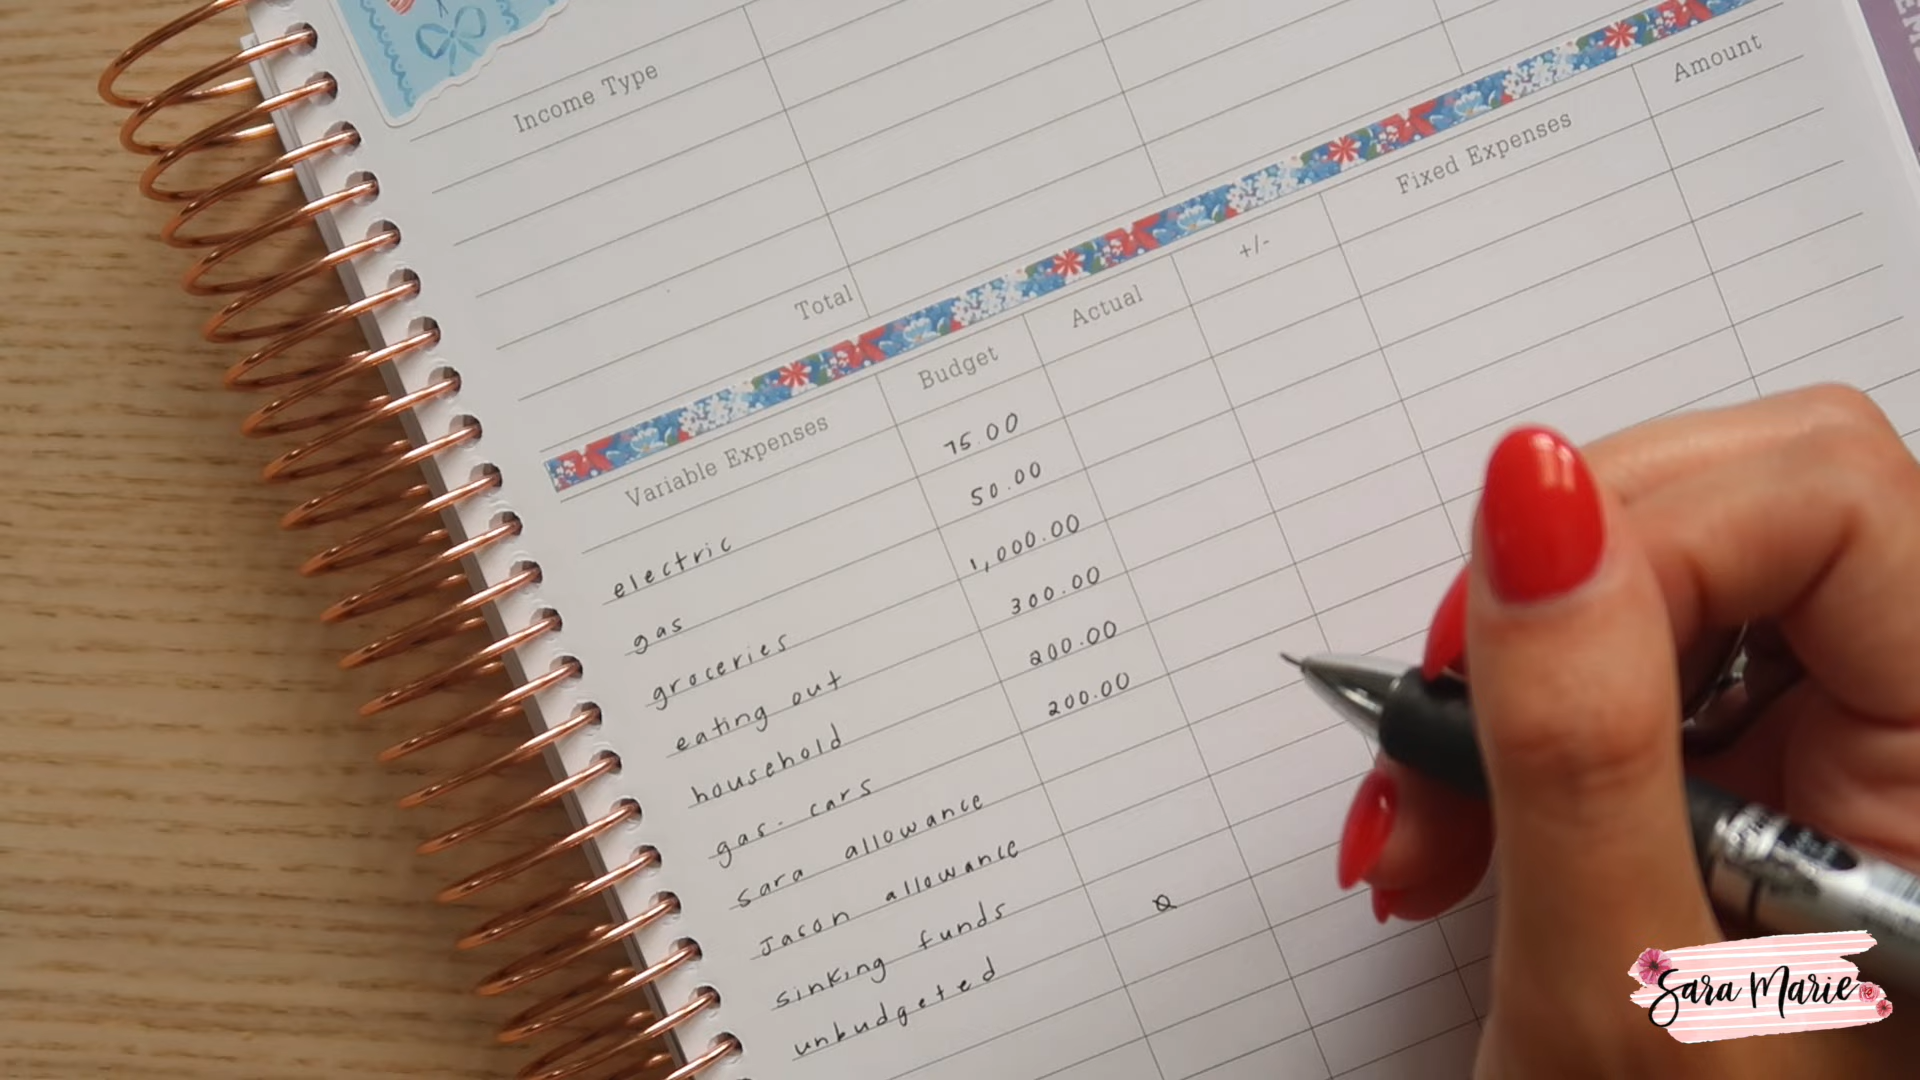 Income Type
Total
Variable Expenses Budget Actual +/- Fixed Expenses Amount
electric 75.00
gas 50.00
groceries 1,000.00
eating out 300.00
household 200.00
gas - cars 200.00
sara allowance
Jason allowance
sinking funds
unbudgeted 0
Sara Marie